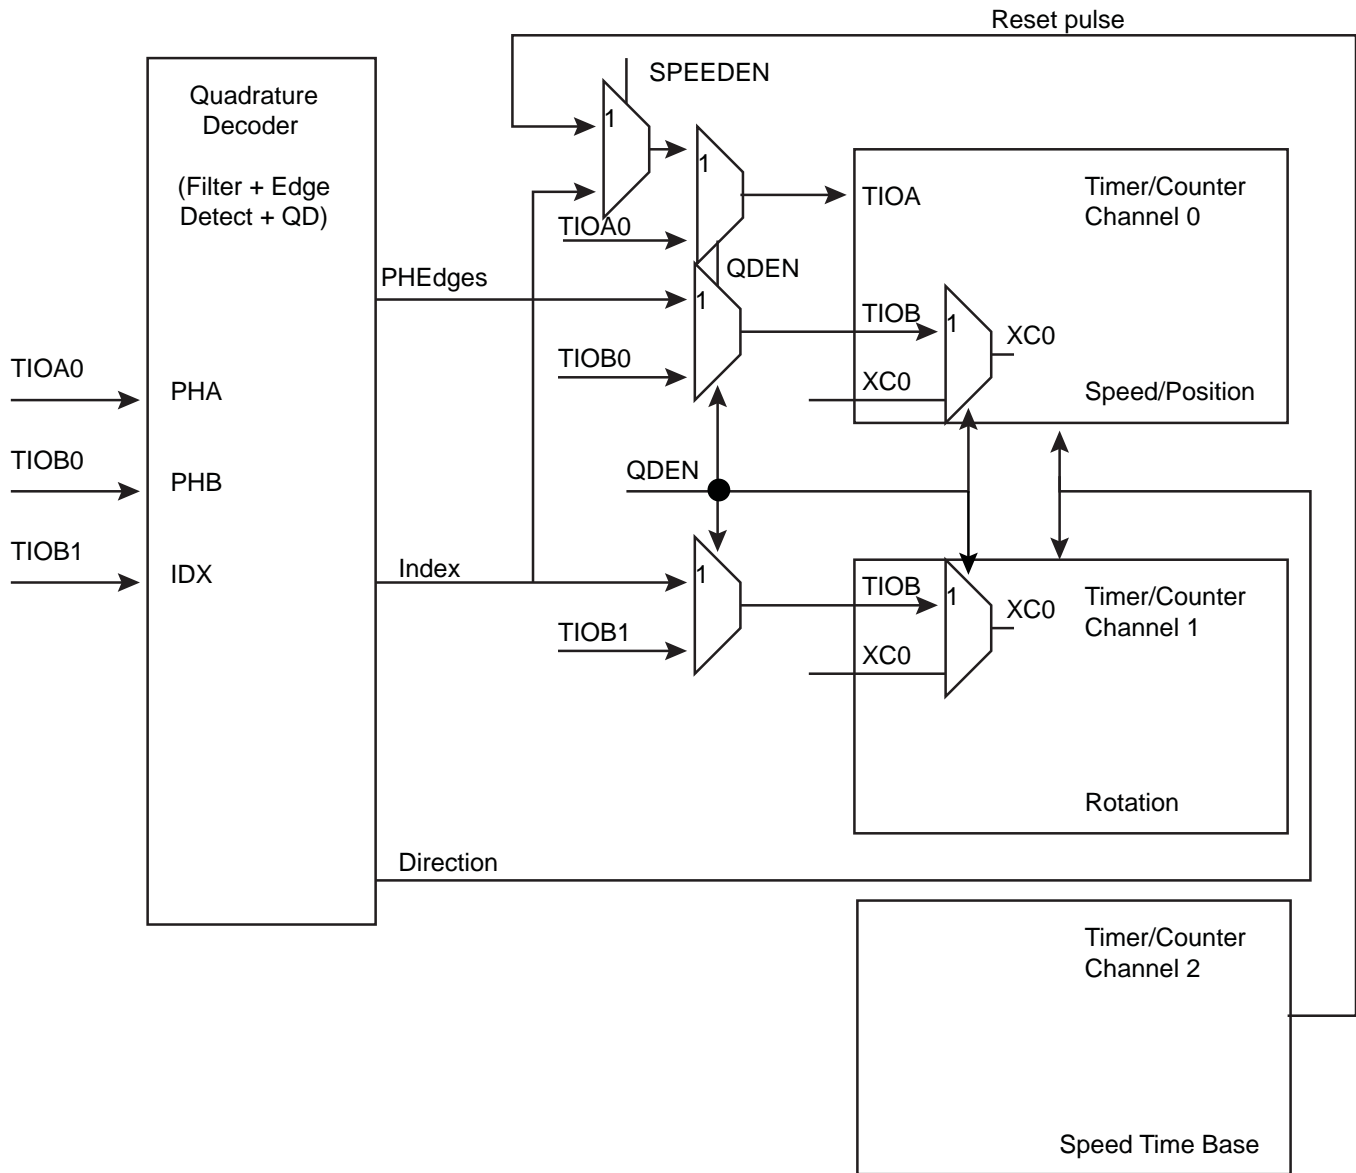 Reset pulse
SPEEDEN
Quadrature
Decoder
(Filter + Edge
Detect + QD)
1
1
TIOA
Timer/Counter
Channel 0
TIOA0
QDEN
PHEdges
1
TIOB
1
XC0
TIOB0
TIOA0
XC0
PHA
Speed/Position
TIOB0
PHB
QDEN
TIOB1
IDX
Index
1
TIOB
1
XC0
Timer/Counter
Channel 1
TIOB1
XC0
Rotation
Direction
Timer/Counter
Channel 2
Speed Time Base